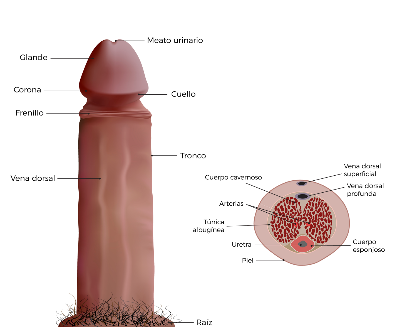 Meato urinario
Glande
Corona
Cuello
Frenillo
Tronco
Vena dorsal
Raíz
Vena dorsal
superficial
Cuerpo cavernoso
Vena dorsal
profunda
Arterias
Túnica
albugínea
Uretra
Cuerpo
esponjoso
Piel